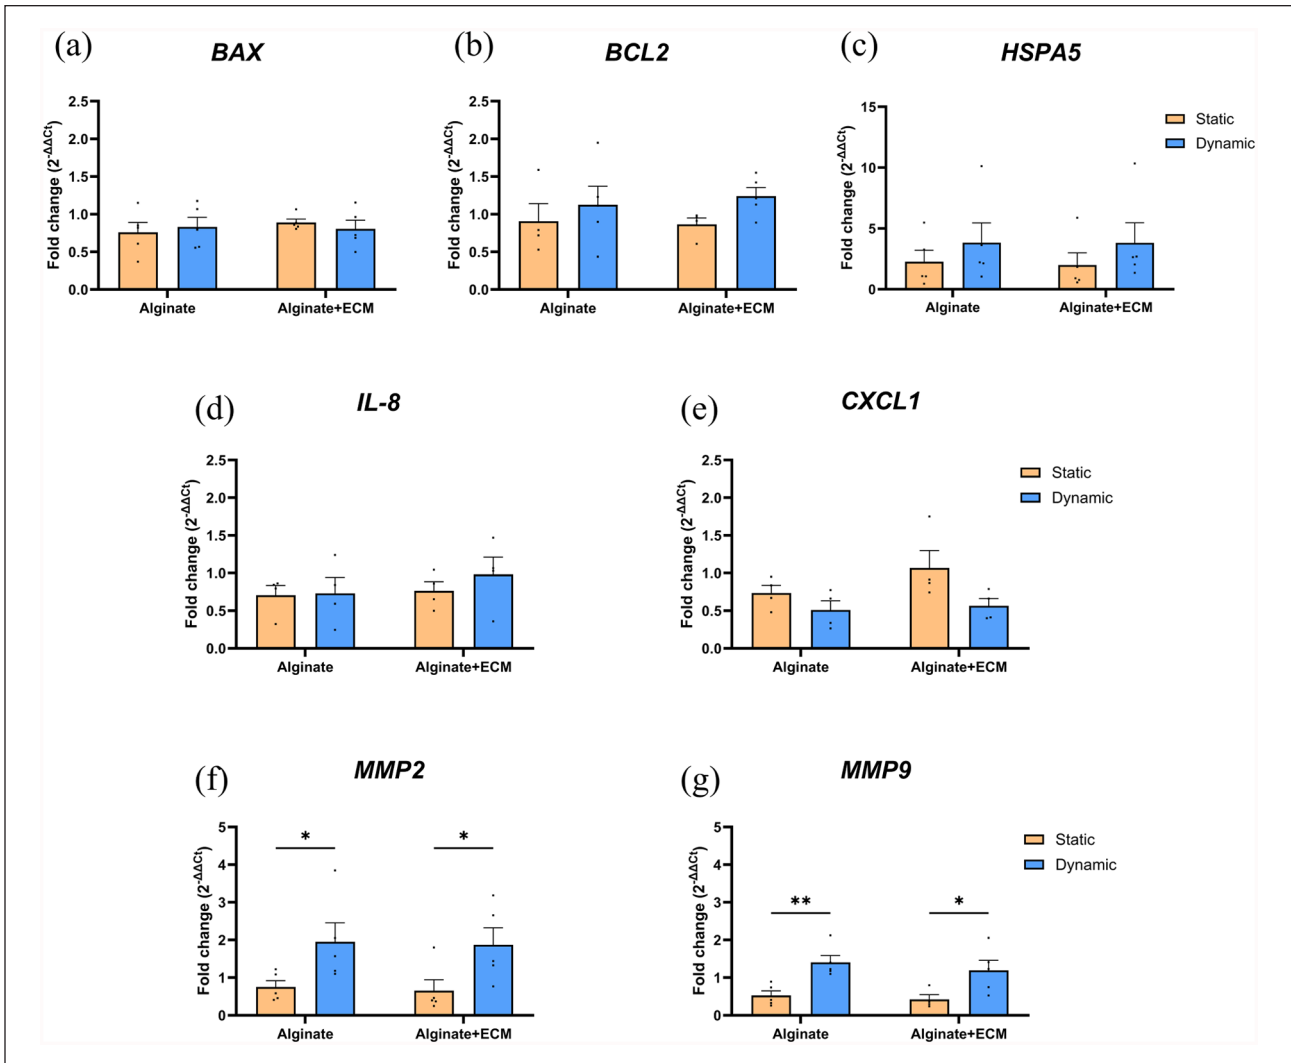 (a) BAX
(b) BCL2
(c) HSPA5
Fold change (2^-ΔΔCt)
2.5
2.0
1.5
1.0
0.5
0.0
Alginate Alginate+ECM
Fold change (2^-ΔΔCt)
2.5
2.0
1.5
1.0
0.5
0.0
Alginate Alginate+ECM
Fold change (2^-ΔΔCt)
15
10
5
0
Alginate Alginate+ECM
Static
Dynamic
(d) IL-8
(e) CXCL1
Fold change (2^-ΔΔCt)
2.5
2.0
1.5
1.0
0.5
0.0
Alginate Alginate+ECM
Fold change (2^-ΔΔCt)
2.5
2.0
1.5
1.0
0.5
0.0
Alginate Alginate+ECM
Static
Dynamic
(f) MMP2
(g) MMP9
Fold change (2^-ΔΔCt)
5
4
3
2
1
0
* *
Alginate Alginate+ECM
Fold change (2^-ΔΔCt)
5
4
3
2
1
0
** *
Alginate Alginate+ECM
Static
Dynamic